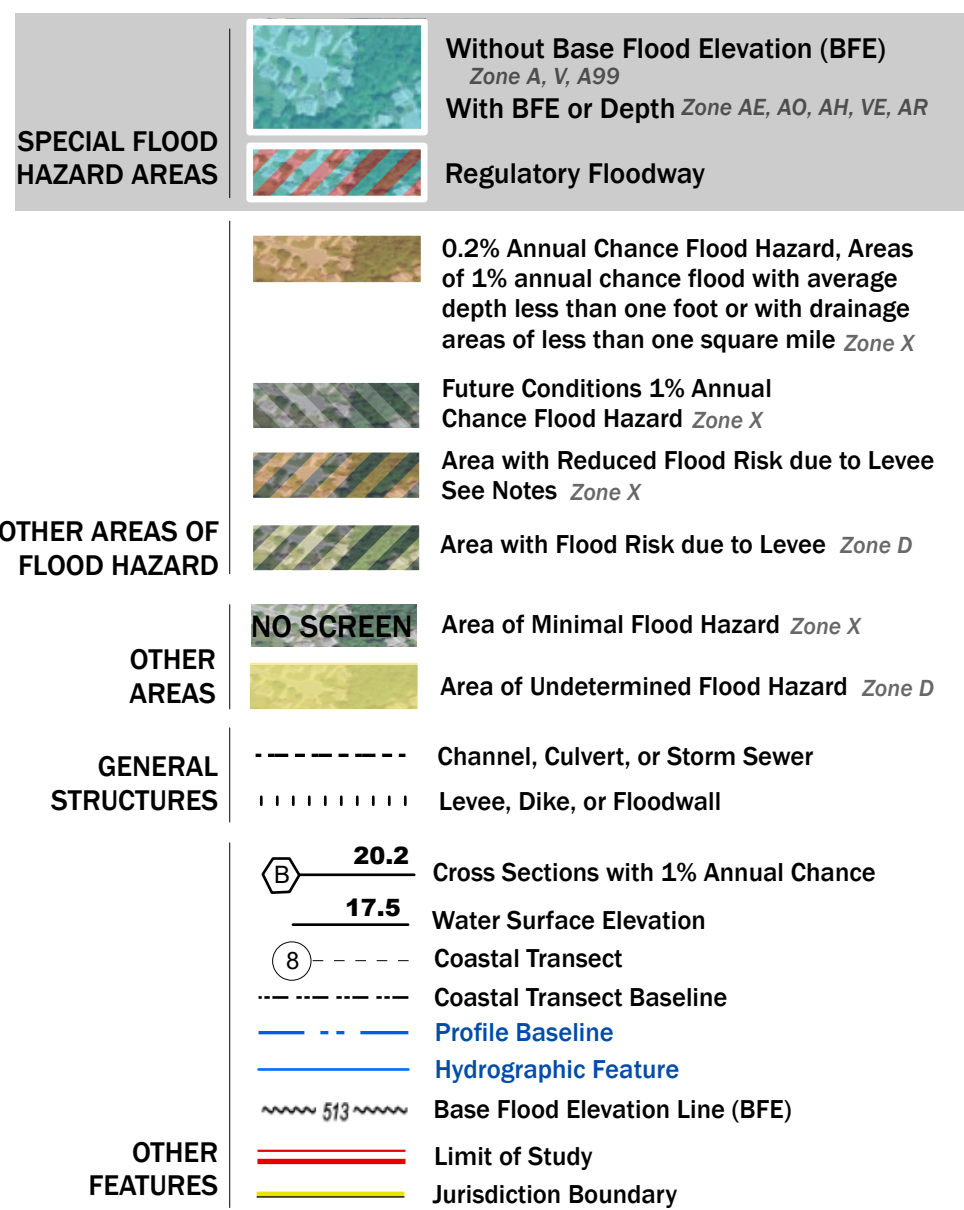 SPECIAL FLOOD
HAZARD AREAS
Without Base Flood Elevation (BFE)
Zone A, V, A99
With BFE or Depth Zone AE, AO, AH, VE, AR
Regulatory Floodway
OTHER AREAS OF
FLOOD HAZARD
0.2% Annual Chance Flood Hazard, Areas
of 1% annual chance flood with average
depth less than one foot or with drainage
areas of less than one square mile Zone X
Future Conditions 1% Annual
Chance Flood Hazard Zone X
Area with Reduced Flood Risk due to Levee
See Notes Zone X
Area with Flood Risk due to Levee Zone D
OTHER
AREAS
NO SCREEN Area of Minimal Flood Hazard Zone X
Area of Undetermined Flood Hazard Zone D
GENERAL
STRUCTURES
Channel, Culvert, or Storm Sewer
Levee, Dike, or Floodwall
OTHER
FEATURES
B 20.2 Cross Sections with 1% Annual Chance
17.5 Water Surface Elevation
8 Coastal Transect
Coastal Transect Baseline
Profile Baseline
Hydrographic Feature
513 Base Flood Elevation Line (BFE)
Limit of Study
Jurisdiction Boundary